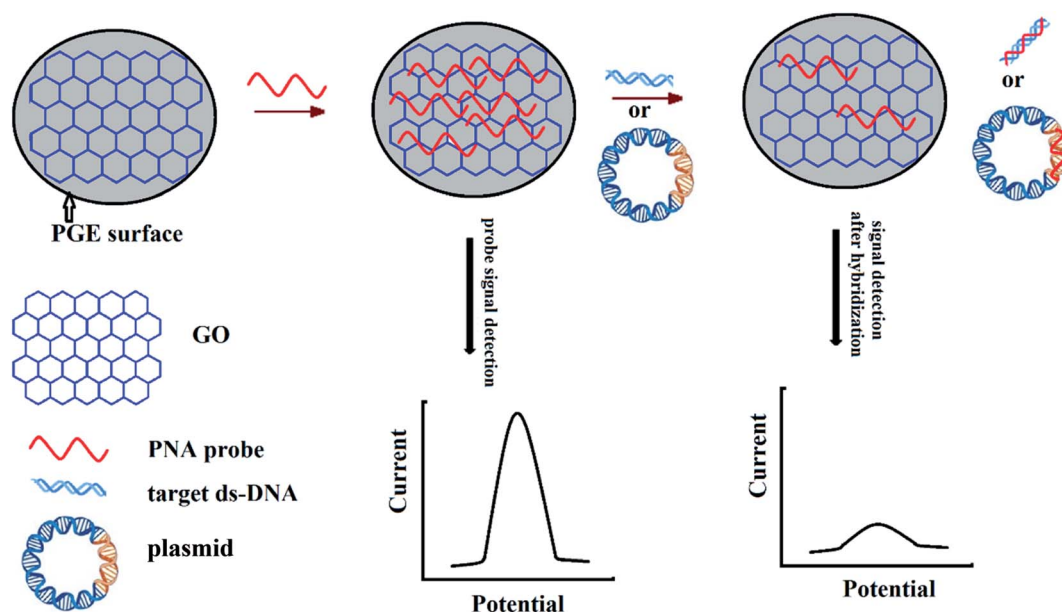 or
or
PGE surface
probe signal detection
signal detection
after hybridization
GO
PNA probe
target ds-DNA
plasmid
Current
Potential
Current
Potential